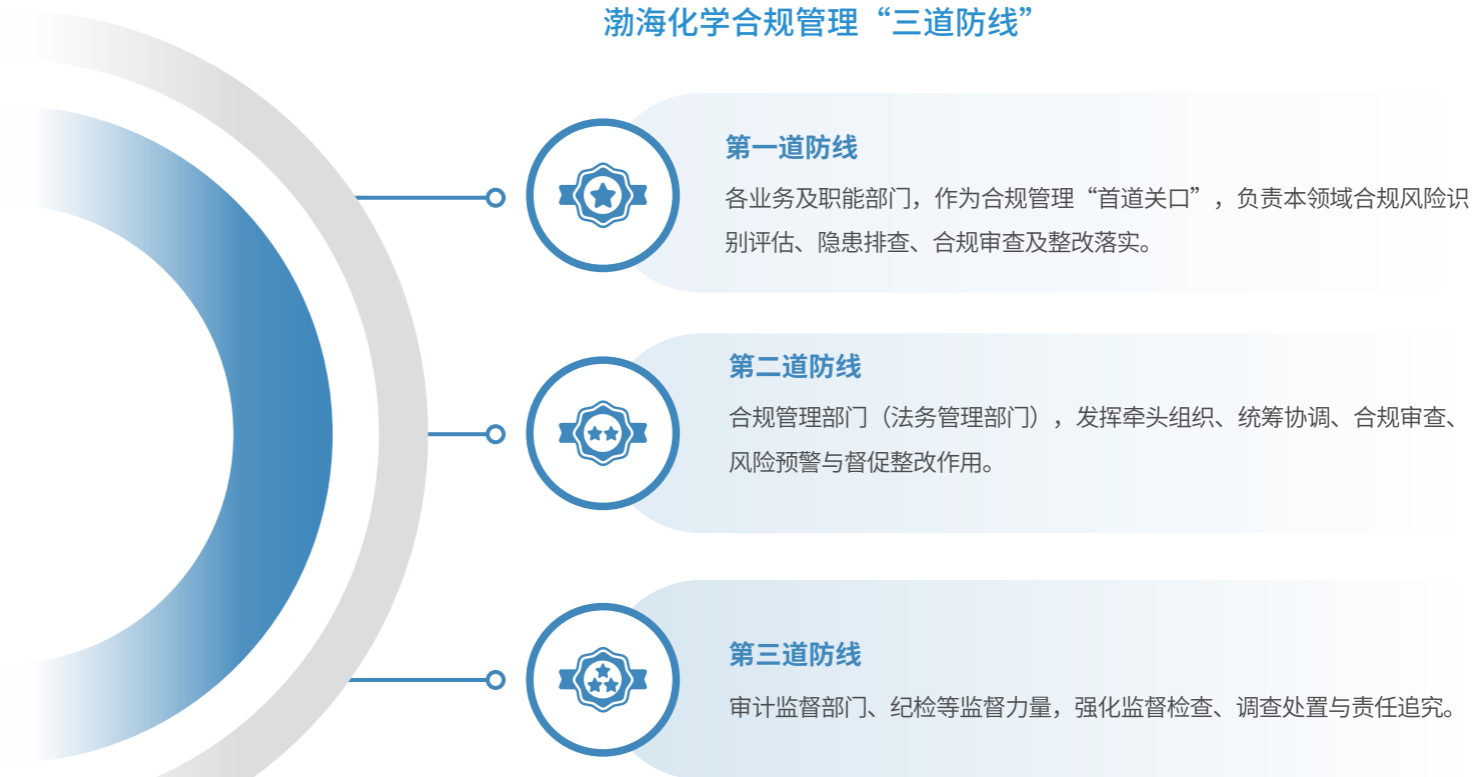 渤海化学合规管理“三道防线”
第一道防线
各业务及职能部门，作为合规管理“首道关口”，负责本领域合规风险识
别评估、隐患排查、合规审查及整改落实。
第二道防线
合规管理部门（法务管理部门），发挥牵头组织、统筹协调、合规审查、
风险预警与督促整改作用。
第三道防线
审计监督部门、纪检等监督力量，强化监督检查、调查处置与责任追究。